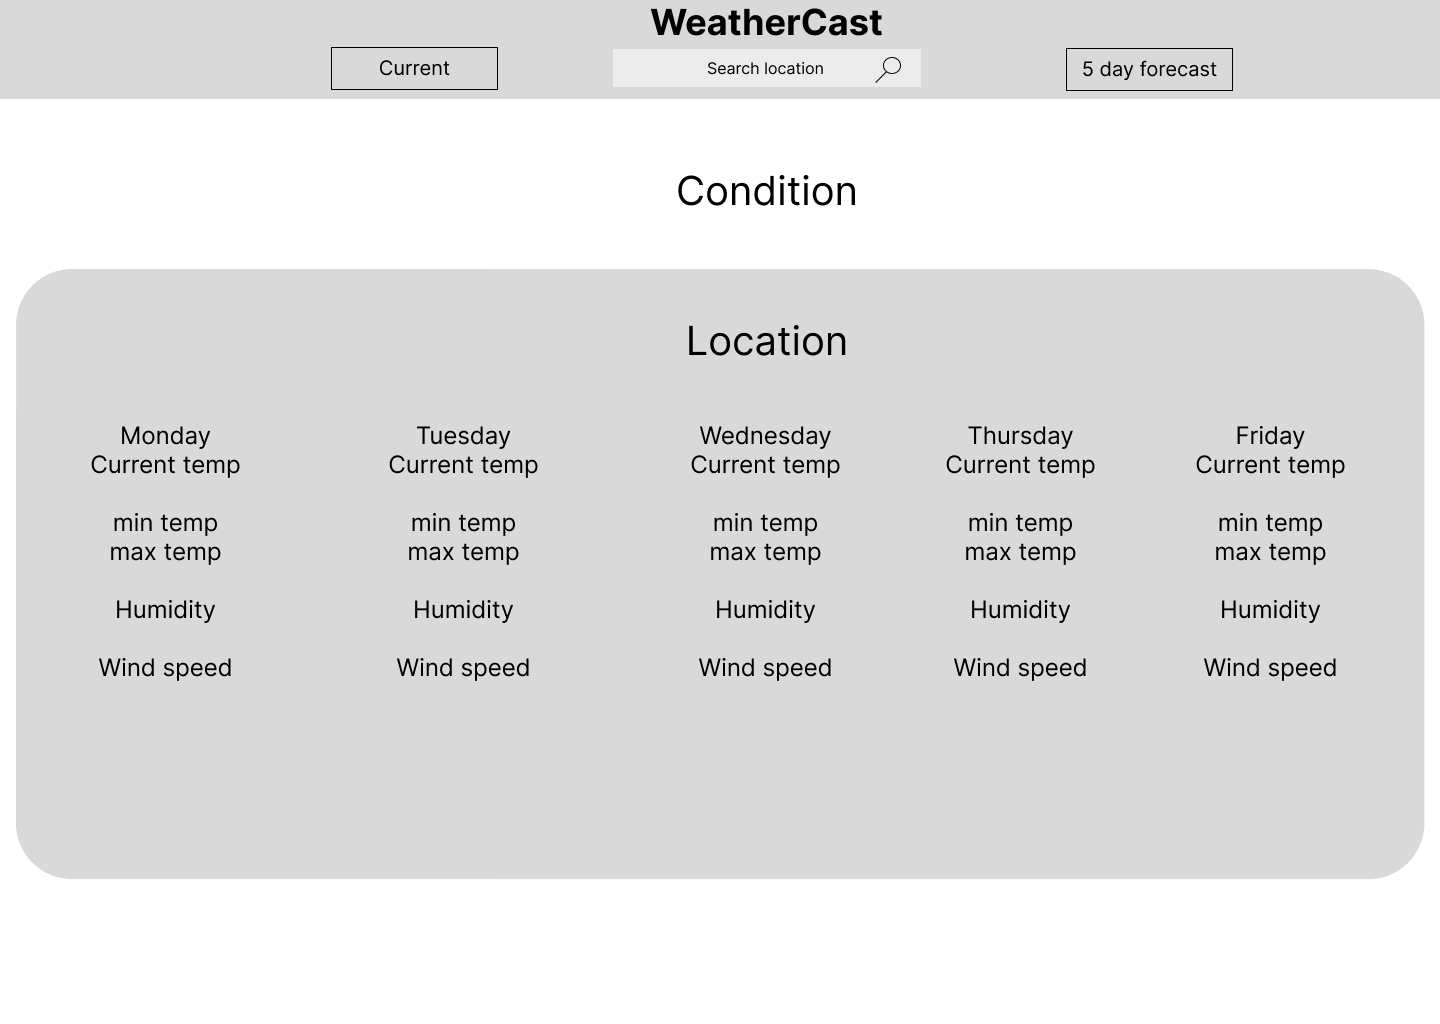 WeatherCast
Current
Search location
5 day forecast
Condition
Location
Monday
Current temp
min temp
max temp
Humidity
Wind speed
Tuesday
Current temp
min temp
max temp
Humidity
Wind speed
Wednesday
Current temp
min temp
max temp
Humidity
Wind speed
Thursday
Current temp
min temp
max temp
Humidity
Wind speed
Friday
Current temp
min temp
max temp
Humidity
Wind speed